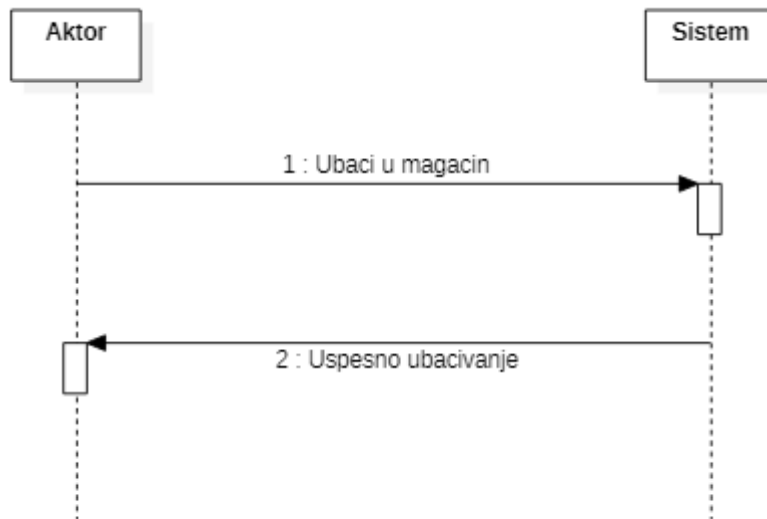 Aktor
Sistem
1 : Ubaci u magacin
2 : Uspesno ubacivanje